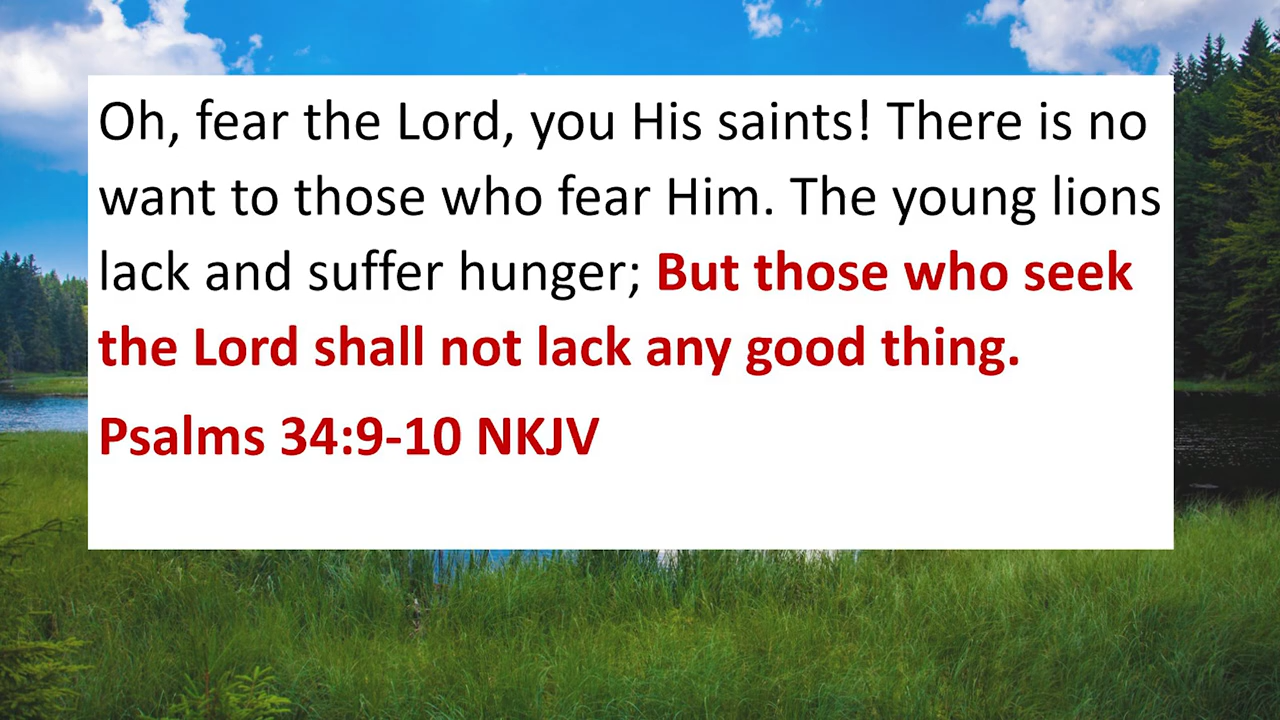 Oh, fear the Lord, you His saints! There is no
want to those who fear Him. The young lions
lack and suffer hunger; But those who seek
the Lord shall not lack any good thing.
Psalms 34:9-10 NKJV